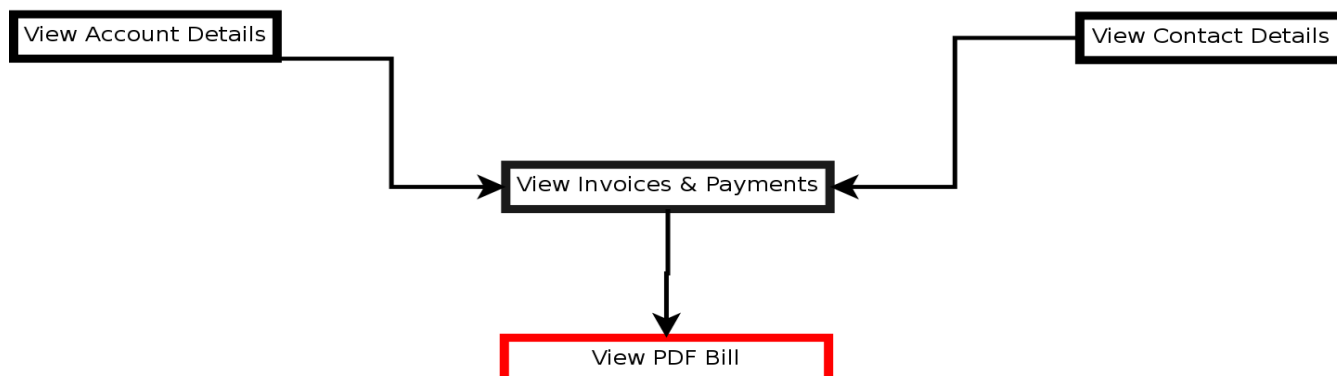 View Account Details
View Contact Details
View Invoices & Payments
View PDF Bill